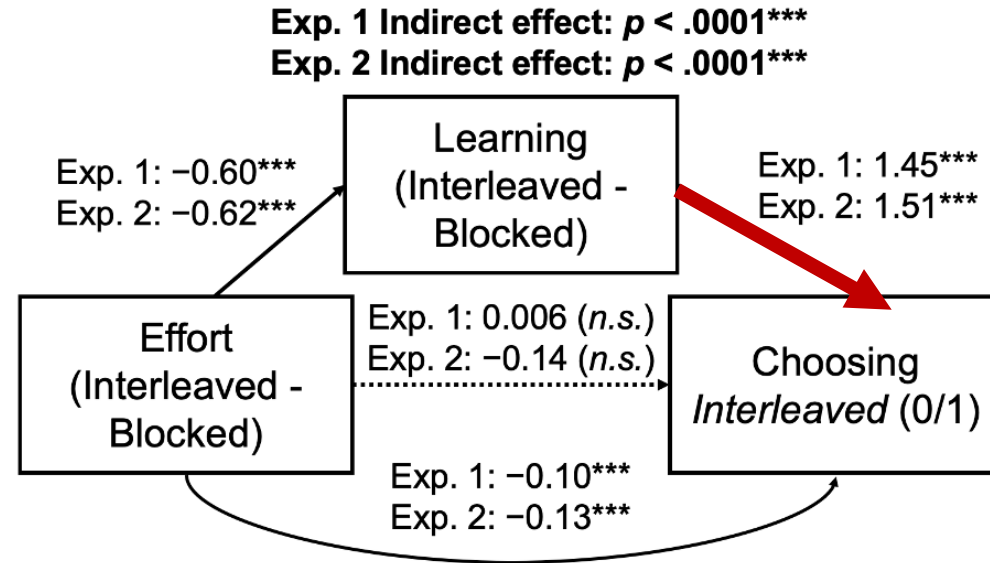 Exp. 1 Indirect effect: p < .0001***
Exp. 2 Indirect effect: p < .0001***
Learning
(Interleaved -
Blocked)
Exp. 1: −0.60***
Exp. 2: −0.62***
Exp. 1: 1.45***
Exp. 2: 1.51***
Effort
(Interleaved -
Blocked)
Exp. 1: 0.006 (n.s.)
Exp. 2: −0.14 (n.s.)
Choosing
Interleaved (0/1)
Exp. 1: −0.10***
Exp. 2: −0.13***